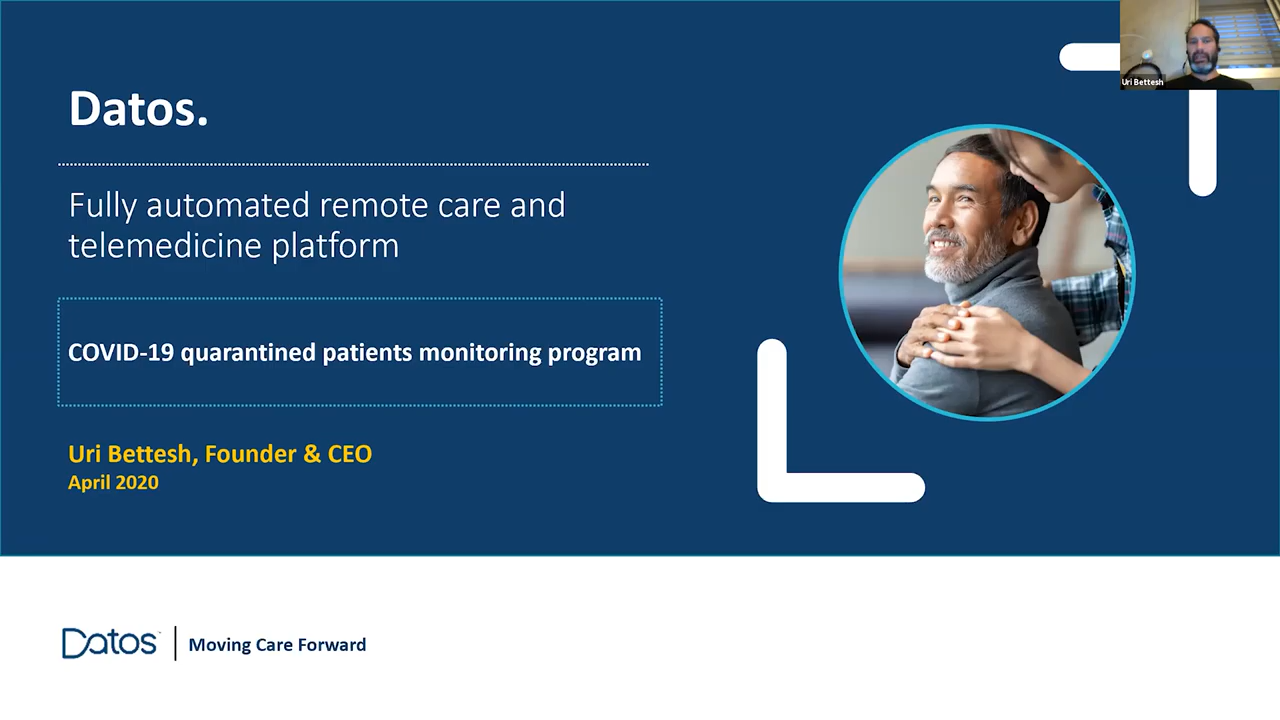 Uri Bettesh
Datos.
Fully automated remote care and
telemedicine platform
COVID-19 quarantined patients monitoring program
Uri Bettesh, Founder & CEO
April 2020
Datos
Moving Care Forward